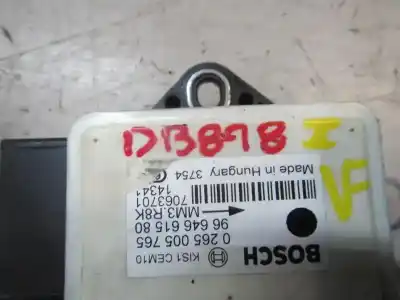 DB898 I
VF
BOSCH
KIS1 CEM10
0 265 005 765
96 646 615 80
MM3.R8K
7063701
14341
Made in Hungary 3754